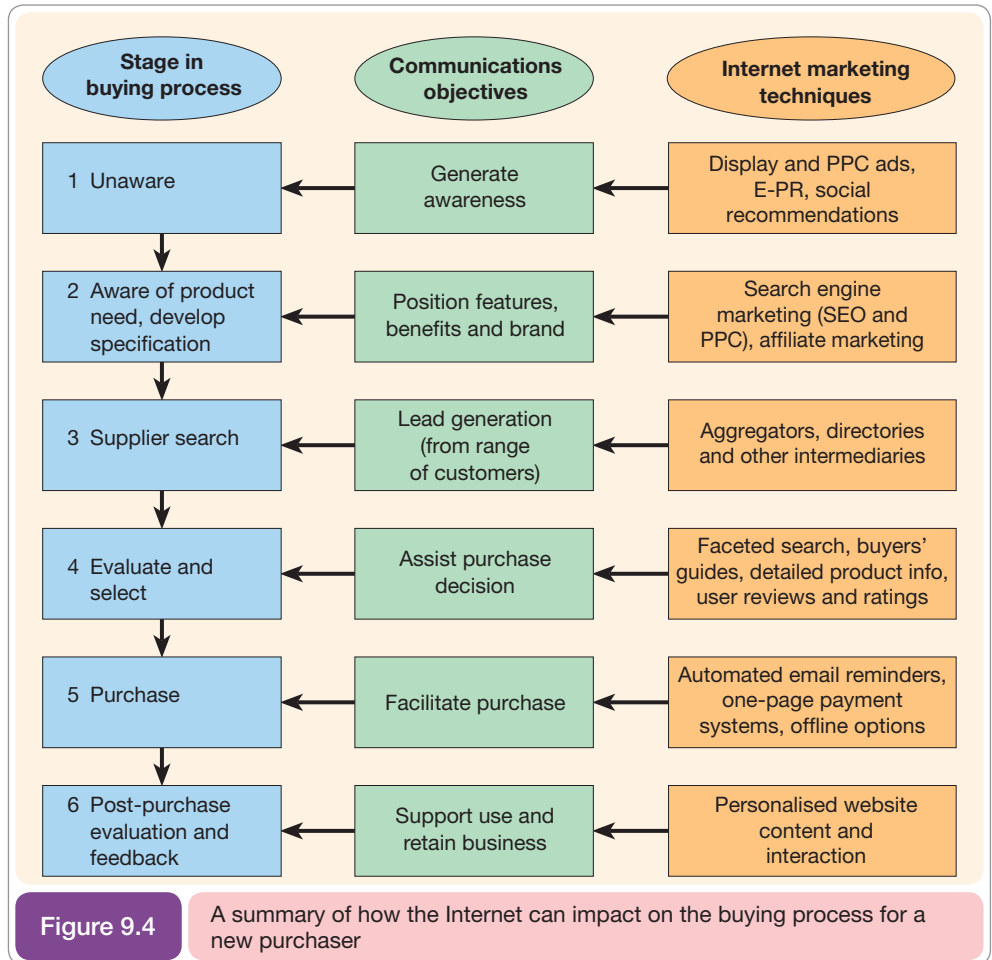 Stage in
buying process
Communications
objectives
Internet marketing
techniques
1 Unaware
Generate
awareness
Display and PPC ads,
E-PR, social
recommendations
2 Aware of product
need, develop
specification
Position features,
benefits and brand
Search engine
marketing (SEO and
PPC), affiliate marketing
3 Supplier search
Lead generation
(from range
of customers)
Aggregators, directories
and other intermediaries
4 Evaluate and
select
Assist purchase
decision
Faceted search, buyers’
guides, detailed product info,
user reviews and ratings
5 Purchase
Facilitate purchase
Automated email reminders,
one-page payment
systems, offline options
6 Post-purchase
evaluation and
feedback
Support use and
retain business
Personalised website
content and
interaction
Figure 9.4
A summary of how the Internet can impact on the buying process for a
new purchaser